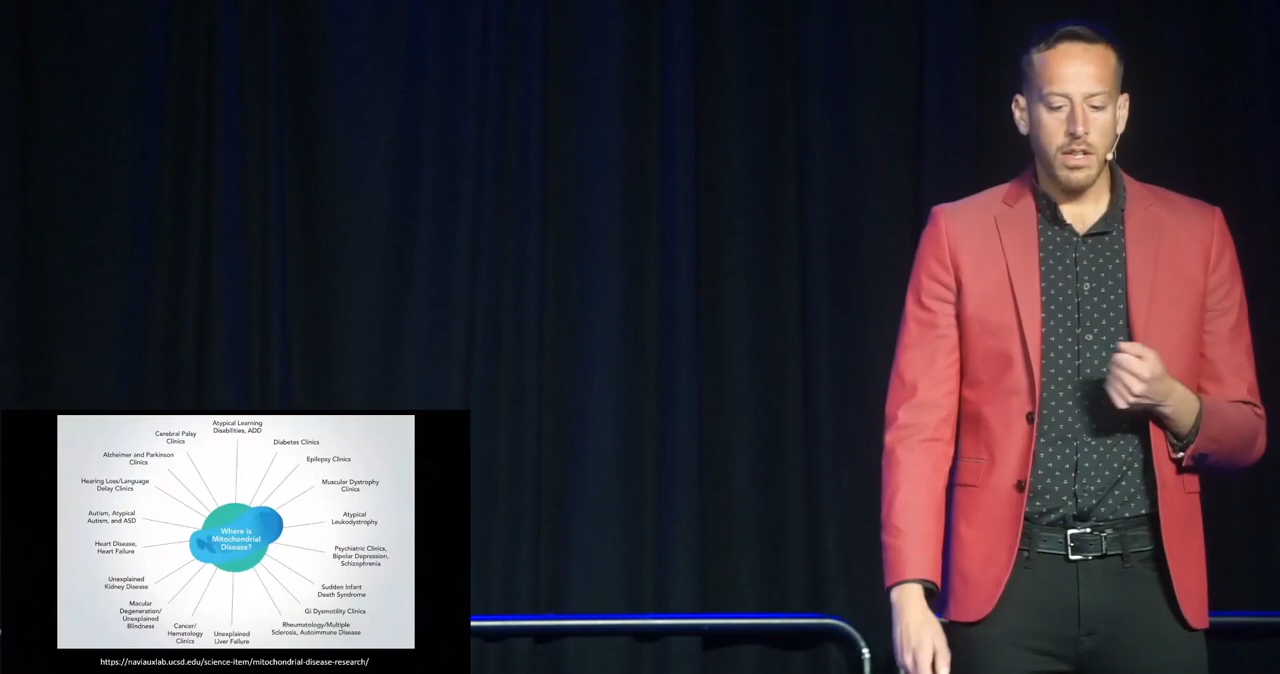 Atypical Learning
Disabilities, ADD
Cerebral Palsy
Clinics
Diabetes Clinics
Alzheimer and Parkinson
Clinics
Epilepsy Clinics
Hearing Loss/Language
Delay Clinics
Muscular Dystrophy
Clinics
Autism, Atypical
Autism, and ASD
Atypical
Leukodystrophy
Where is
Mitochondrial
Disease?
Heart Disease,
Heart Failure
Psychiatric Clinics,
Bipolar Depression,
Schizophrenia
Unexplained
Kidney Disease
Sudden Infant
Death Syndrome
Macular
Degeneration/
Unexplained
Blindness
GI Dysmotility Clinics
Cancer/
Hematology
Clinics
Unexplained
Liver Failure
Rheumatology/Multiple
Sclerosis, Autoimmune Disease
https://naviauxlab.ucsd.edu/science-item/mitochondrial-disease-research/